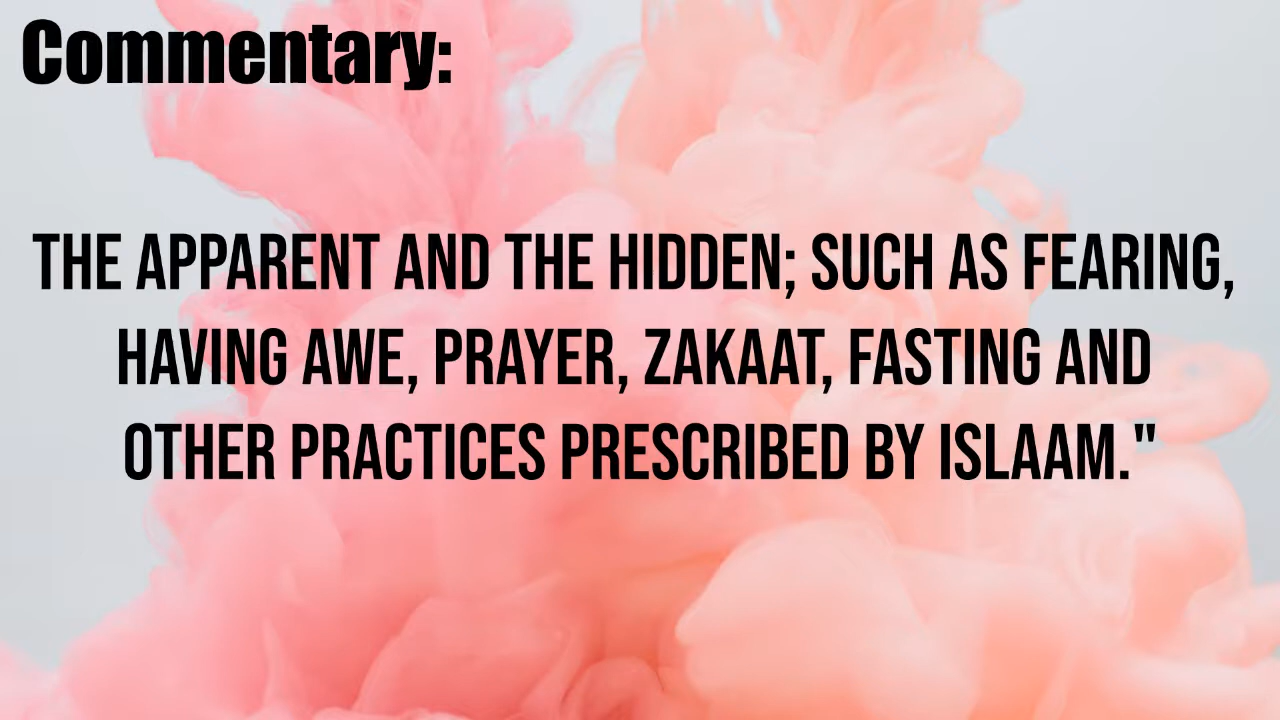 Commentary:
THE APPARENT AND THE HIDDEN; SUCH AS FEARING,
HAVING AWE, PRAYER, ZAKAAT, FASTING AND
OTHER PRACTICES PRESCRIBED BY ISLAAM."